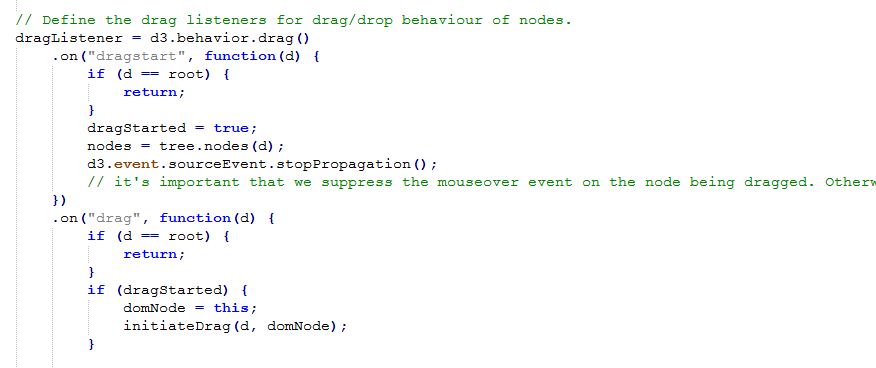 // Define the drag listeners for drag/drop behaviour of nodes.
dragListener = d3.behavior.drag()
    .on("dragstart", function(d) {
        if (d == root) {
            return;
        }
        dragStarted = true;
        nodes = tree.nodes(d);
        d3.event.sourceEvent.stopPropagation();
        // it's important that we suppress the mouseover event on the node being dragged. Otherw
    })
    .on("drag", function(d) {
        if (d == root) {
            return;
        }
        if (dragStarted) {
            domNode = this;
            initiateDrag(d, domNode);
        }